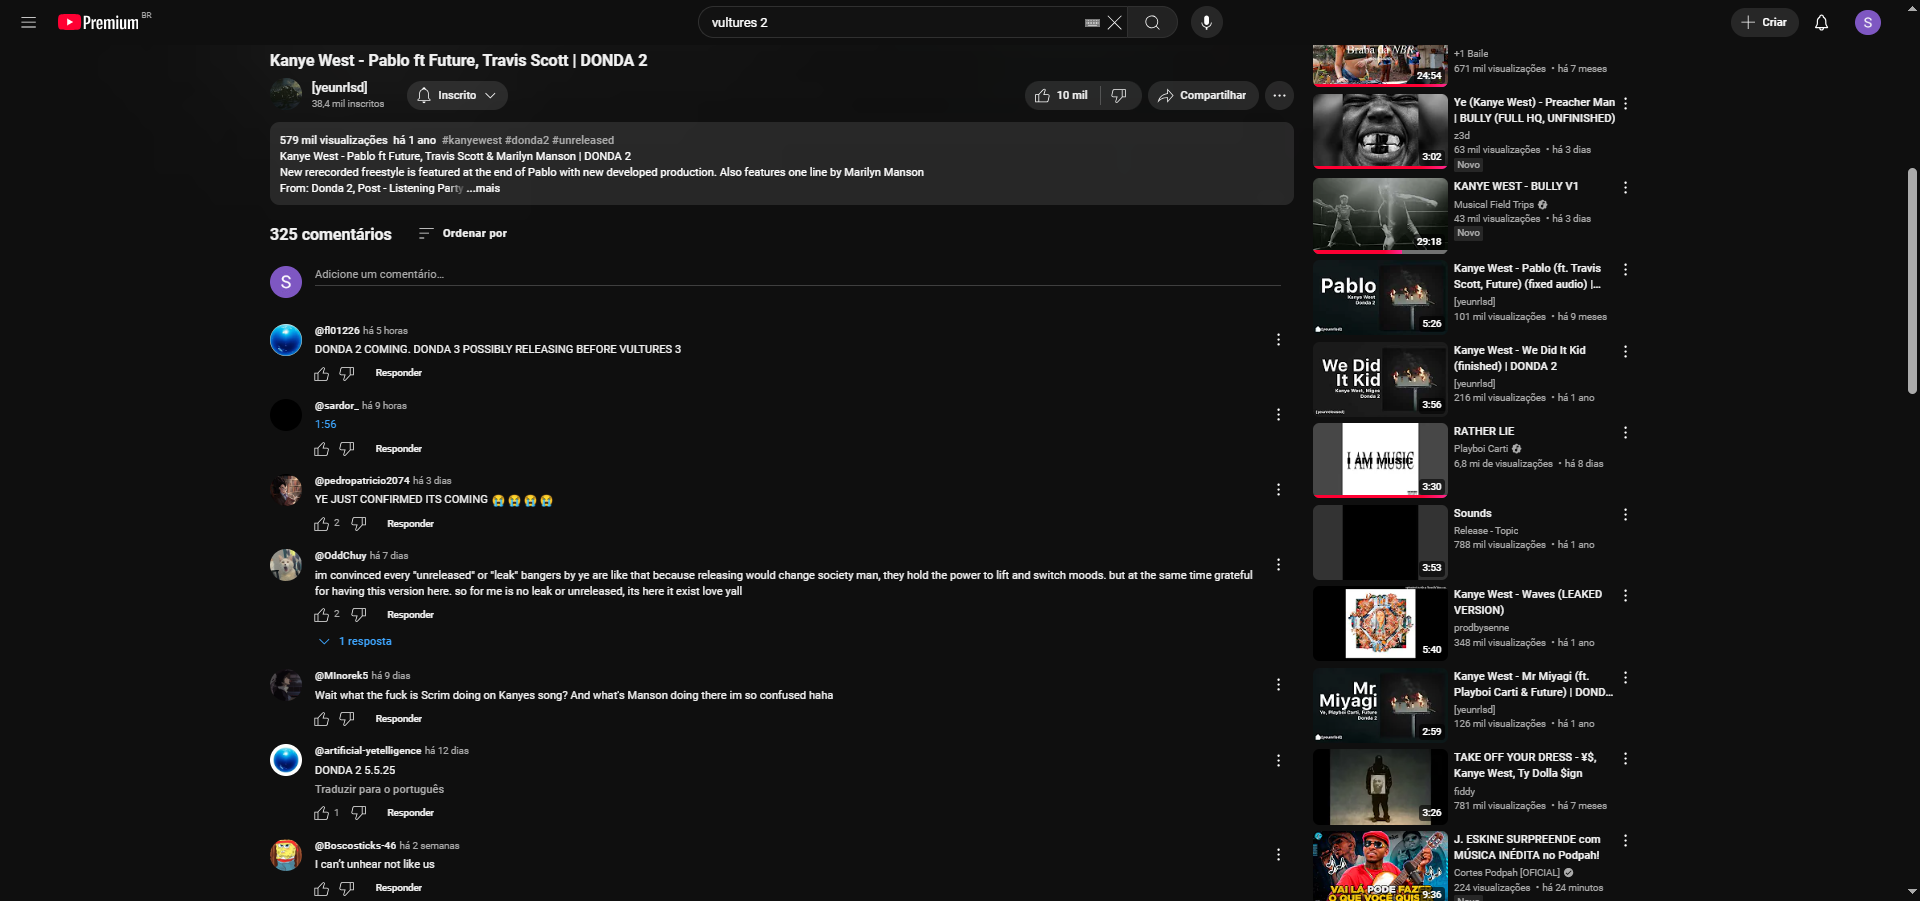 Premium BR
vultures 2
Criar
S
Kanye West - Pablo ft Future, Travis Scott | DONDA 2
[yeunrlsd]
38,4 mil inscritos
Inscrito
10 mil
Compartilhar
579 mil visualizações há 1 ano #kanyewest #donda2 #unreleased
Kanye West - Pablo ft Future, Travis Scott & Marilyn Manson | DONDA 2
New rerecorded freestyle is featured at the end of Pablo with new developed production. Also features one line by Marilyn Manson
From: Donda 2, Post - Listening Party ...mais
325 comentários
Ordenar por
S
Adicione um comentário...
@fl01226 há 5 horas
DONDA 2 COMING. DONDA 3 POSSIBLY RELEASING BEFORE VULTURES 3
Responder
@sardor_ há 9 horas
1:56
Responder
@pedropatricio2074 há 3 dias
YE JUST CONFIRMED ITS COMING 😭😭😭😭
2
Responder
@OddChuy há 7 dias
im convinced every "unreleased" or "leak" bangers by ye are like that because releasing would change society man, they hold the power to lift and switch moods. but at the same time grateful
for having this version here. so for me is no leak or unreleased, its here it exist love yall
2
Responder
1 resposta
@MInorek5 há 9 dias
Wait what the fuck is Scrim doing on Kanyes song? And what's Manson doing there im so confused haha
Responder
@artificial-yetelligence há 12 dias
DONDA 2 5.5.25
Traduzir para o português
1
Responder
@Boscosticks-46 há 2 semanas
I can't unhear not like us
Responder
Braba da NBR
24:54
+1 Baile
671 mil visualizações • há 7 meses
3:02
Ye (Kanye West) - Preacher Man
| BULLY (FULL HQ, UNFINISHED)
z3d
63 mil visualizações • há 3 dias
Novo
29:18
KANYE WEST - BULLY V1
Musical Field Trips
43 mil visualizações • há 3 dias
Novo
Pablo
Kanye West
Donda 2
[yeunrlsd]
5:26
Kanye West - Pablo (ft. Travis
Scott, Future) (fixed audio) |...
[yeunrlsd]
101 mil visualizações • há 9 meses
We Did
It Kid
Kanye West, Migos
Donda 2
3:56
Kanye West - We Did It Kid
(finished) | DONDA 2
[yeunrlsd]
216 mil visualizações • há 1 ano
I AM MUSIC
3:30
RATHER LIE
Playboi Carti
6,8 mi de visualizações • há 8 dias
3:53
Sounds
Release - Topic
788 mil visualizações • há 1 ano
5:40
Kanye West - Waves (LEAKED
VERSION)
prodbysenne
348 mil visualizações • há 1 ano
Mr
Miyagi
Ye, Playboi Carti, Future
Donda 2
[yeunrlsd]
2:59
Kanye West - Mr Miyagi (ft.
Playboi Carti & Future) | DOND...
[yeunrlsd]
126 mil visualizações • há 1 ano
3:26
TAKE OFF YOUR DRESS - ¥$,
Kanye West, Ty Dolla $ign
fiddy
781 mil visualizações • há 7 meses
VAI LÁ PODE FAZE
O QUE VOCÊ QUIS
9:36
J. ESKINE SURPREENDE com
MÚSICA INÉDITA no Podpah!
Cortes Podpah [OFICIAL]
224 visualizações • há 24 minutos
Novo